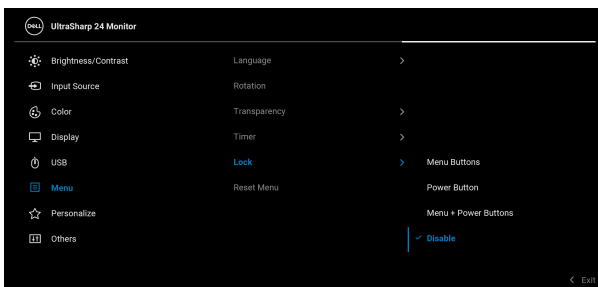 DELL UltraSharp 24 Monitor
Brightness/Contrast Language
Input Source Rotation
Color Transparency
Display Timer
USB Lock Menu Buttons
Menu Reset Menu Power Button
Personalize Menu + Power Buttons
Others Disable
Exit